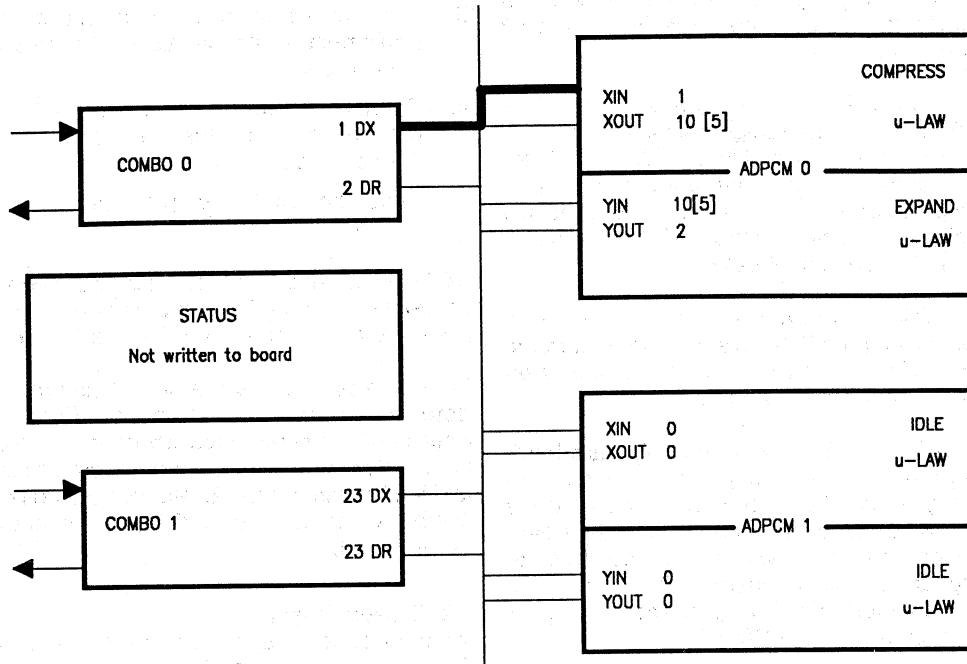 1 DX
COMBO 0
2 DR
STATUS
Not written to board
23 DX
COMBO 1
23 DR
COMPRESS
XIN 1
XOUT 10 [5] u-LAW
ADPCM 0
YIN 10[5] EXPAND
YOUT 2 u-LAW
XIN 0 IDLE
XOUT 0 u-LAW
ADPCM 1
YIN 0 IDLE
YOUT 0 u-LAW